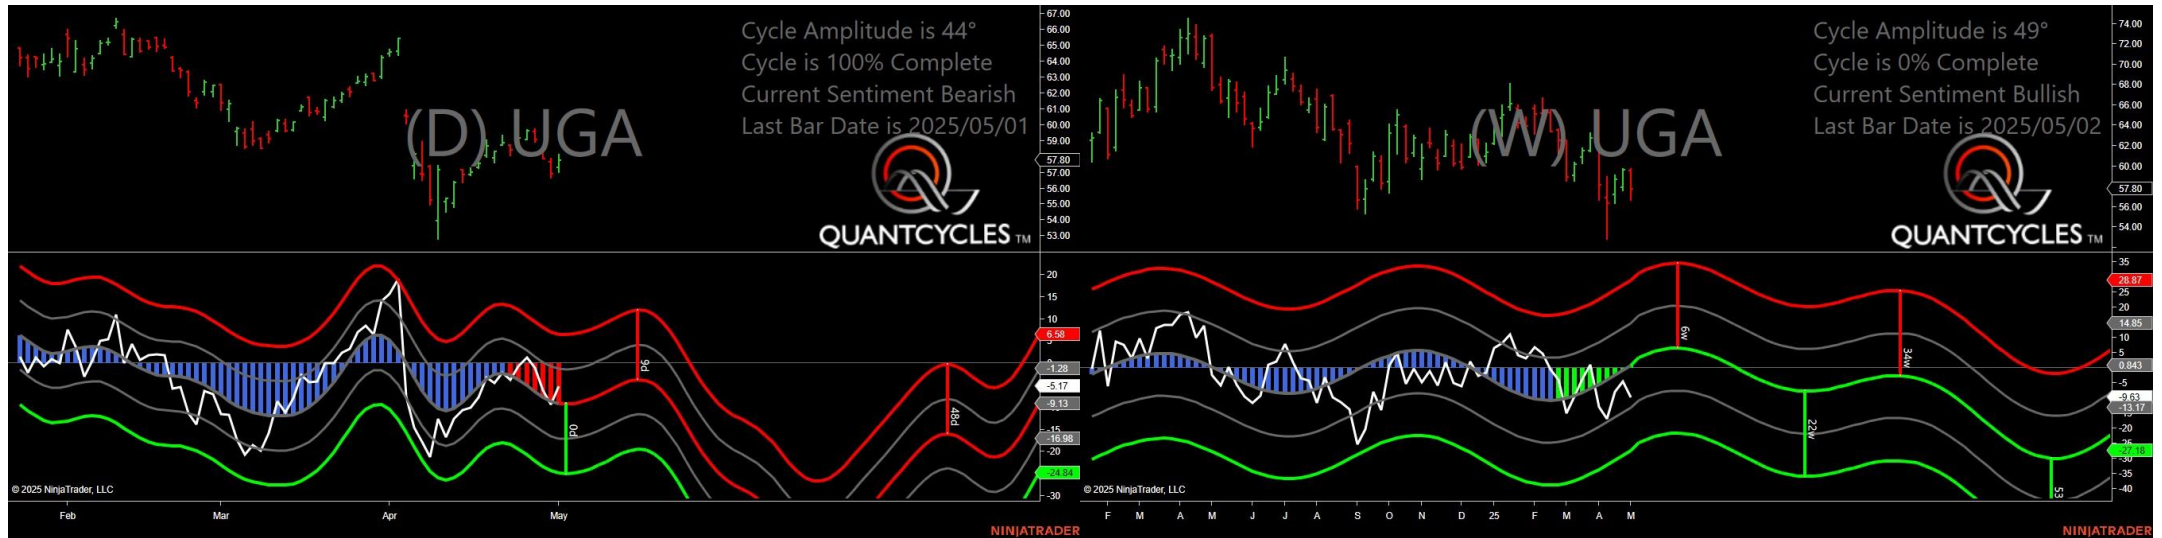 Cycle Amplitude is 44°
Cycle is 100% Complete
Current Sentiment Bearish
Last Bar Date is 2025/05/01
(D) UGA
QUANTCYCLES TM
67.00
66.00
65.00
64.00
63.00
62.00
61.00
60.00
59.00
57.80
57.00
56.00
55.00
54.00
53.00
20
15
10
6.58
-1.28
-5.17
-9.13
-15
-16.98
-20
-24.84
-30
9d
0d
48d
© 2025 NinjaTrader, LLC
Feb Mar Apr May
NINJATRADER
Cycle Amplitude is 49°
Cycle is 0% Complete
Current Sentiment Bullish
Last Bar Date is 2025/05/02
(W) UGA
QUANTCYCLES TM
74.00
72.00
70.00
68.00
66.00
64.00
62.00
60.00
57.80
56.00
54.00
35
28.87
25
20
14.85
10
5
0.843
-5
-9.63
-13.17
-20
-25
-27.18
-30
-35
-40
6w
34w
22w
53
© 2025 NinjaTrader, LLC
F M A M J J A S O N D 25 F M A M
NINJATRADER